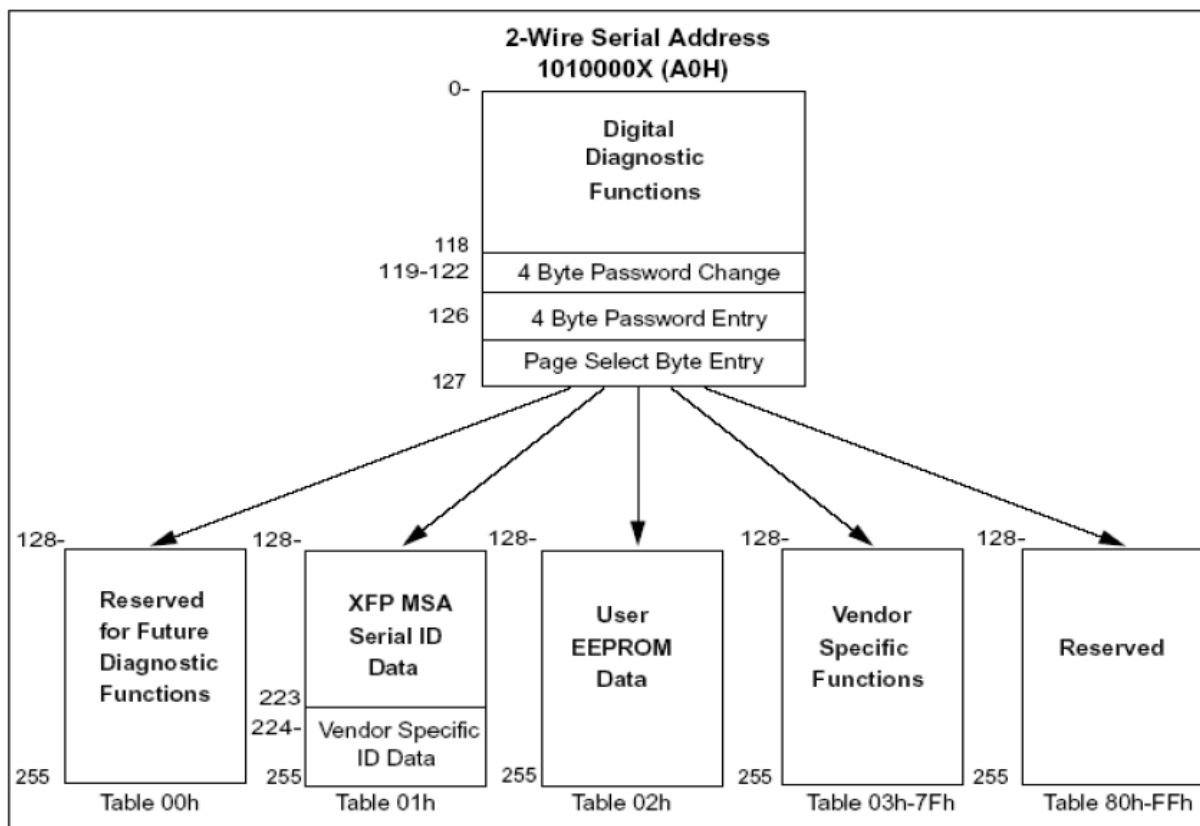 2-Wire Serial Address
1010000X (A0H)
0-
Digital
Diagnostic
Functions
118
119-122
4 Byte Password Change
126
4 Byte Password Entry
Page Select Byte Entry
127
128-
Reserved
for Future
Diagnostic
Functions
255
Table 00h
128-
XFP MSA
Serial ID
Data
223
224-
Vendor Specific
ID Data
255
Table 01h
128-
User
EEPROM
Data
255
Table 02h
128-
Vendor
Specific
Functions
255
Table 03h-7Fh
128-
Reserved
255
Table 80h-FFh